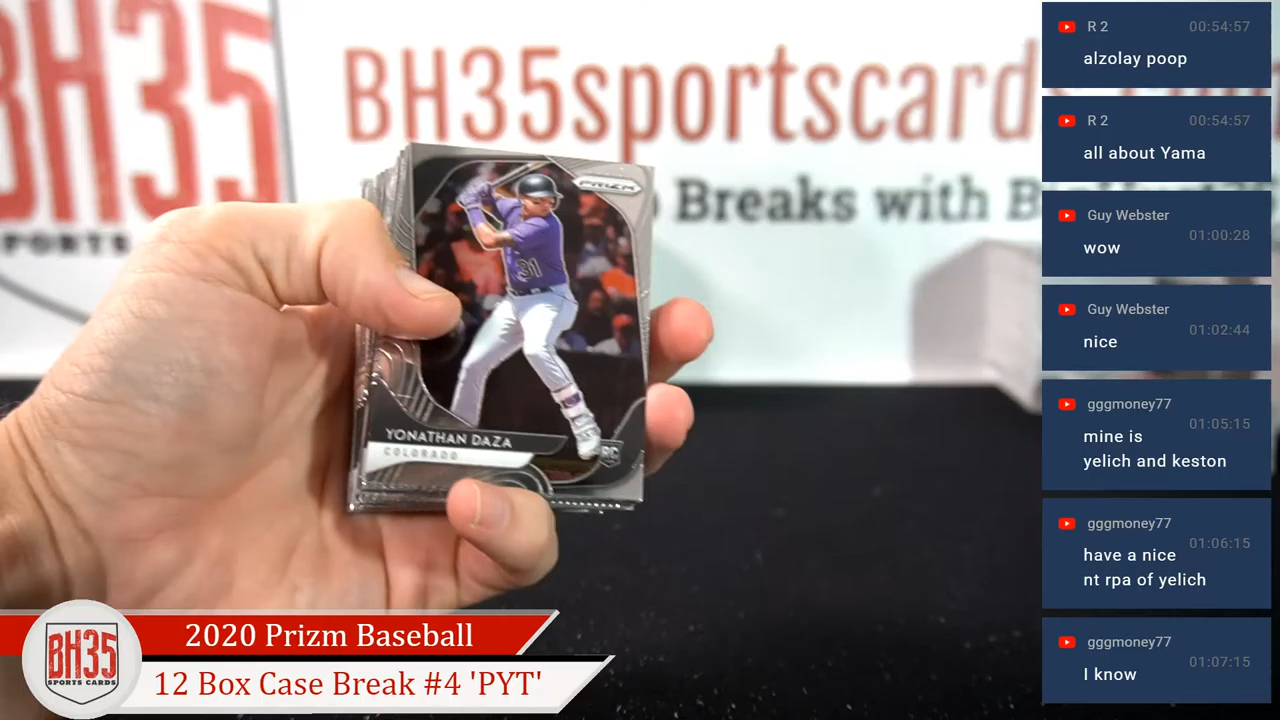 BH35
SPORTS
BH35sportscards
Breaks with
PRIZM
31
YONATHAN DAZA
COLORADO
RC
BH35
SPORTS CARDS
2020 Prizm Baseball
12 Box Case Break #4 'PYT'
R 2 00:54:57
alzolay poop
R 2 00:54:57
all about Yama
Guy Webster
01:00:28
wow
Guy Webster
01:02:44
nice
gggmoney77
01:05:15
mine is
yelich and keston
gggmoney77
01:06:15
have a nice
nt rpa of yelich
gggmoney77
01:07:15
I know